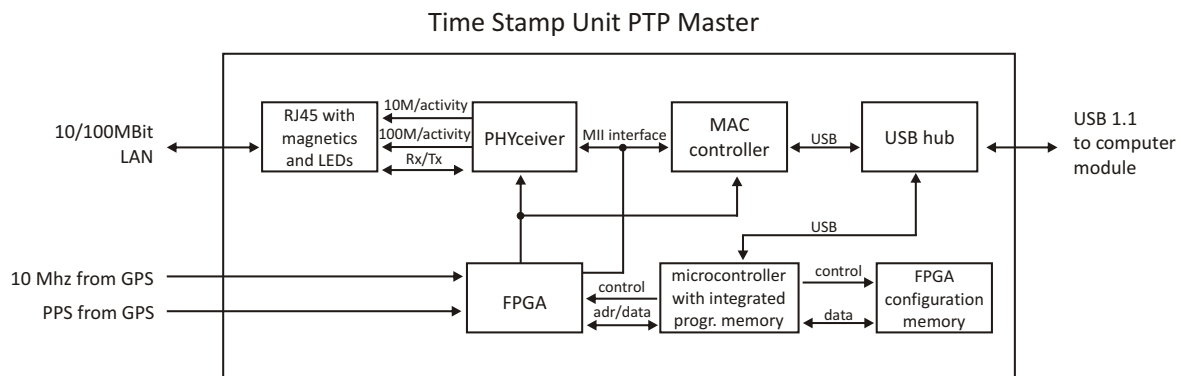 Time Stamp Unit PTP Master
10/100MBit
LAN
RJ45 with
magnetics
and LEDs
10M/activity
100M/activity
Rx/Tx
PHYceiver
MII interface
MAC
controller
USB
USB hub
USB 1.1
to computer
module
USB
10 Mhz from GPS
PPS from GPS
FPGA
control
adr/data
microcontroller
with integrated
progr. memory
control
data
FPGA
configuration
memory